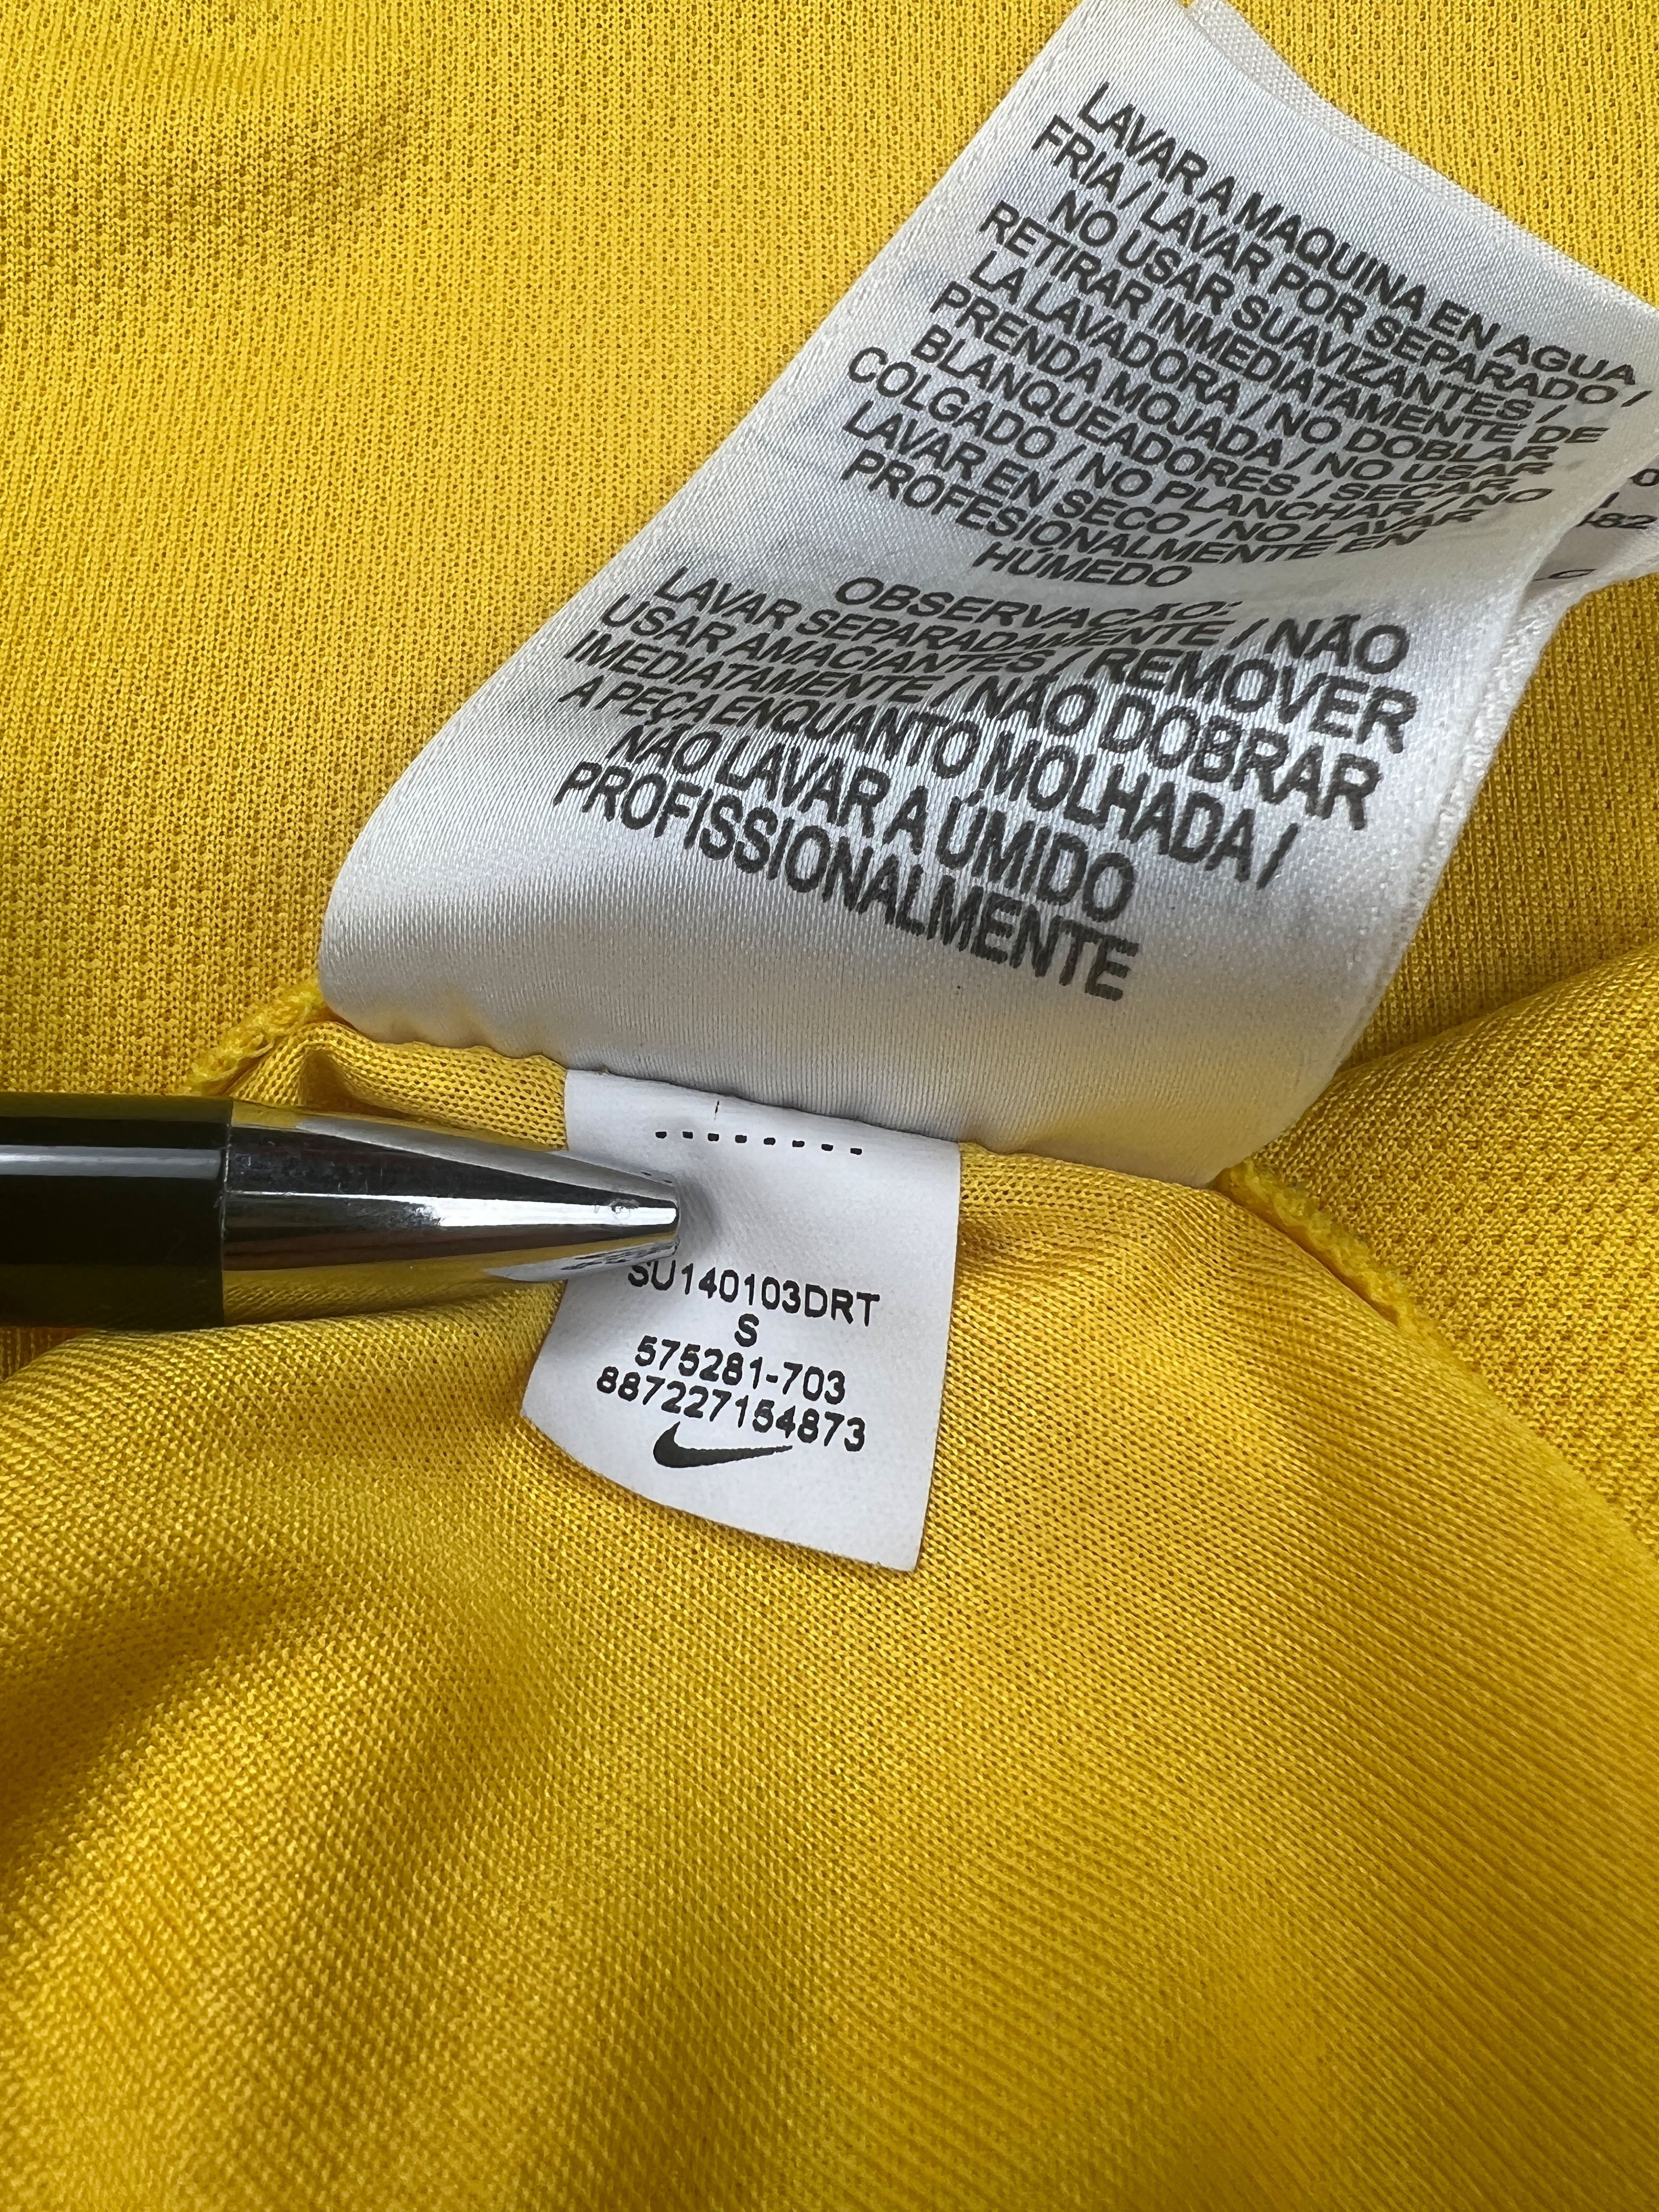 LAVAR A MAQUINA EN AGUA
FRIA / LAVAR POR SEPARADO /
NO USAR SUAVIZANTES /
RETIRAR INMEDIATAMENTE DE
LA LAVADORA / NO DOBLAR
PRENDA MOJADA / NO USAR
BLANQUEADORES / SECAR
COLGADO / NO PLANCHAR / NO
LAVAR EN SECO / NO LAVAR
PROFESIONALMENTE EN
HÚMEDO
OBSERVAÇÃO:
LAVAR SEPARADAMENTE / NÃO
USAR AMACIANTES / REMOVER
IMEDIATAMENTE / NÃO DOBRAR
A PEÇA ENQUANTO MOLHADA /
NÃO LAVAR A ÚMIDO
PROFISSIONALMENTE
SU140103DRT
S
575281-703
887227154873